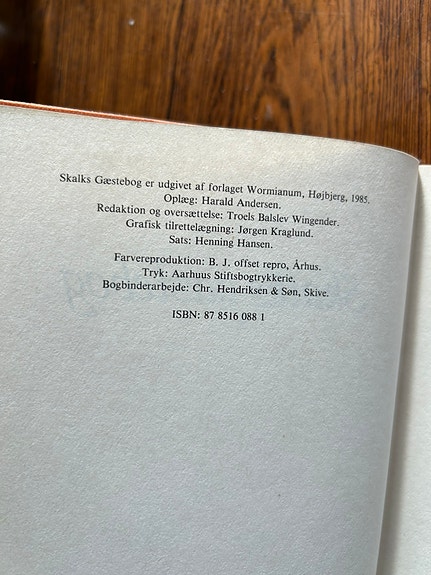 Skalks Gæstebog er udgivet af forlaget Wormianum, Højbjerg, 1985.
Oplæg: Harald Andersen.
Redaktion og oversættelse: Troels Balslev Wingender.
Grafisk tilrettelægning: Jørgen Kraglund.
Sats: Henning Hansen.
Farvereproduktion: B. J. offset repro, Århus.
Tryk: Aarhuus Stiftsbogtrykkerie.
Bogbinderarbejde: Chr. Hendriksen & Søn, Skive.
ISBN: 87 8516 088 1